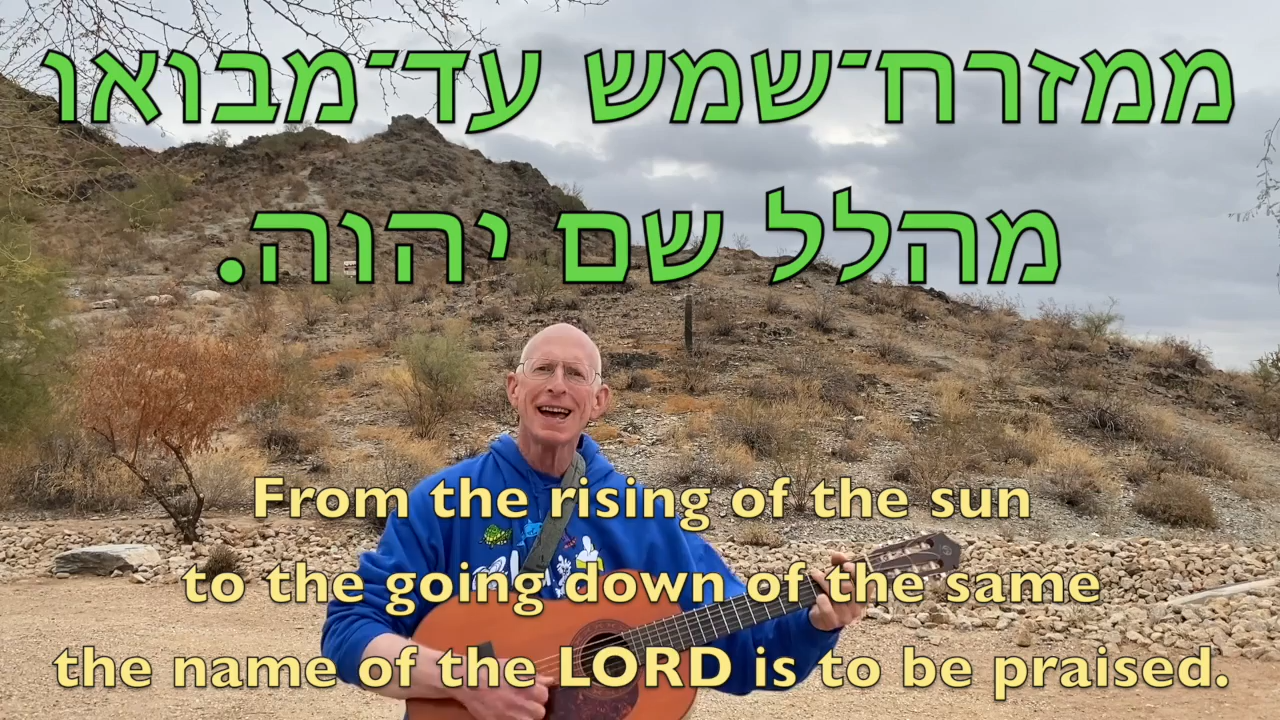 ממזרח־שמש עד־מבואו
מהלל שם יהוה.
From the rising of the sun
to the going down of the same
the name of the LORD is to be praised.